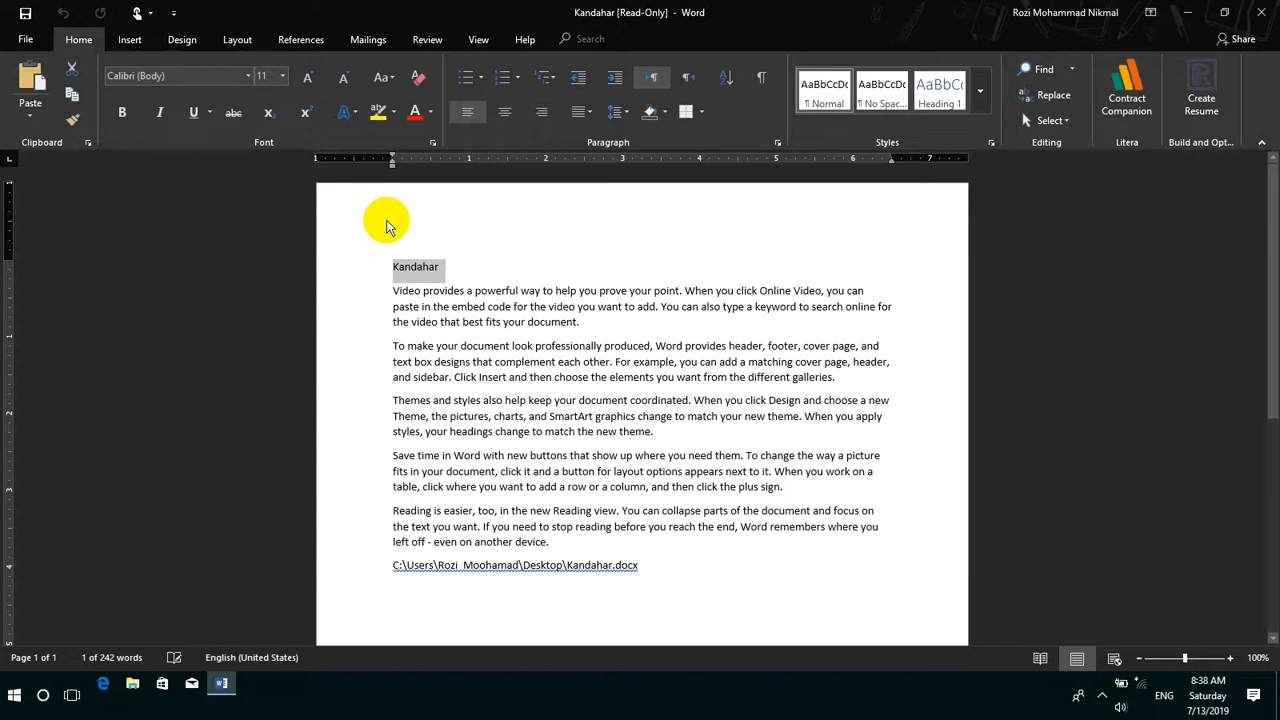 Kandahar [Read-Only] - Word
Rozi Mohammad Nikmal
File Home Insert Design Layout References Mailings Review View Help Search Share
Paste
Clipboard
Calibri (Body) 11
Aa
B I U abc x₂ x² A A
Font
Paragraph
AaBbCcDc AaBbCcDc AaBbCc
¶ Normal ¶ No Spac... Heading 1
Styles
Find
Replace
Select
Editing
Contract
Companion
Litera
Create
Resume
Build and Opt...
1 1 2 3 4 5 6 7
Kandahar
Video provides a powerful way to help you prove your point. When you click Online Video, you can
paste in the embed code for the video you want to add. You can also type a keyword to search online for
the video that best fits your document.
To make your document look professionally produced, Word provides header, footer, cover page, and
text box designs that complement each other. For example, you can add a matching cover page, header,
and sidebar. Click Insert and then choose the elements you want from the different galleries.
Themes and styles also help keep your document coordinated. When you click Design and choose a new
Theme, the pictures, charts, and SmartArt graphics change to match your new theme. When you apply
styles, your headings change to match the new theme.
Save time in Word with new buttons that show up where you need them. To change the way a picture
fits in your document, click it and a button for layout options appears next to it. When you work on a
table, click where you want to add a row or a column, and then click the plus sign.
Reading is easier, too, in the new Reading view. You can collapse parts of the document and focus on
the text you want. If you need to stop reading before you reach the end, Word remembers where you
left off - even on another device.
C:\Users\Rozi_Moohamad\Desktop\Kandahar.docx
Page 1 of 1 1 of 242 words English (United States) 100%
ENG
8:38 AM
Saturday
7/13/2019